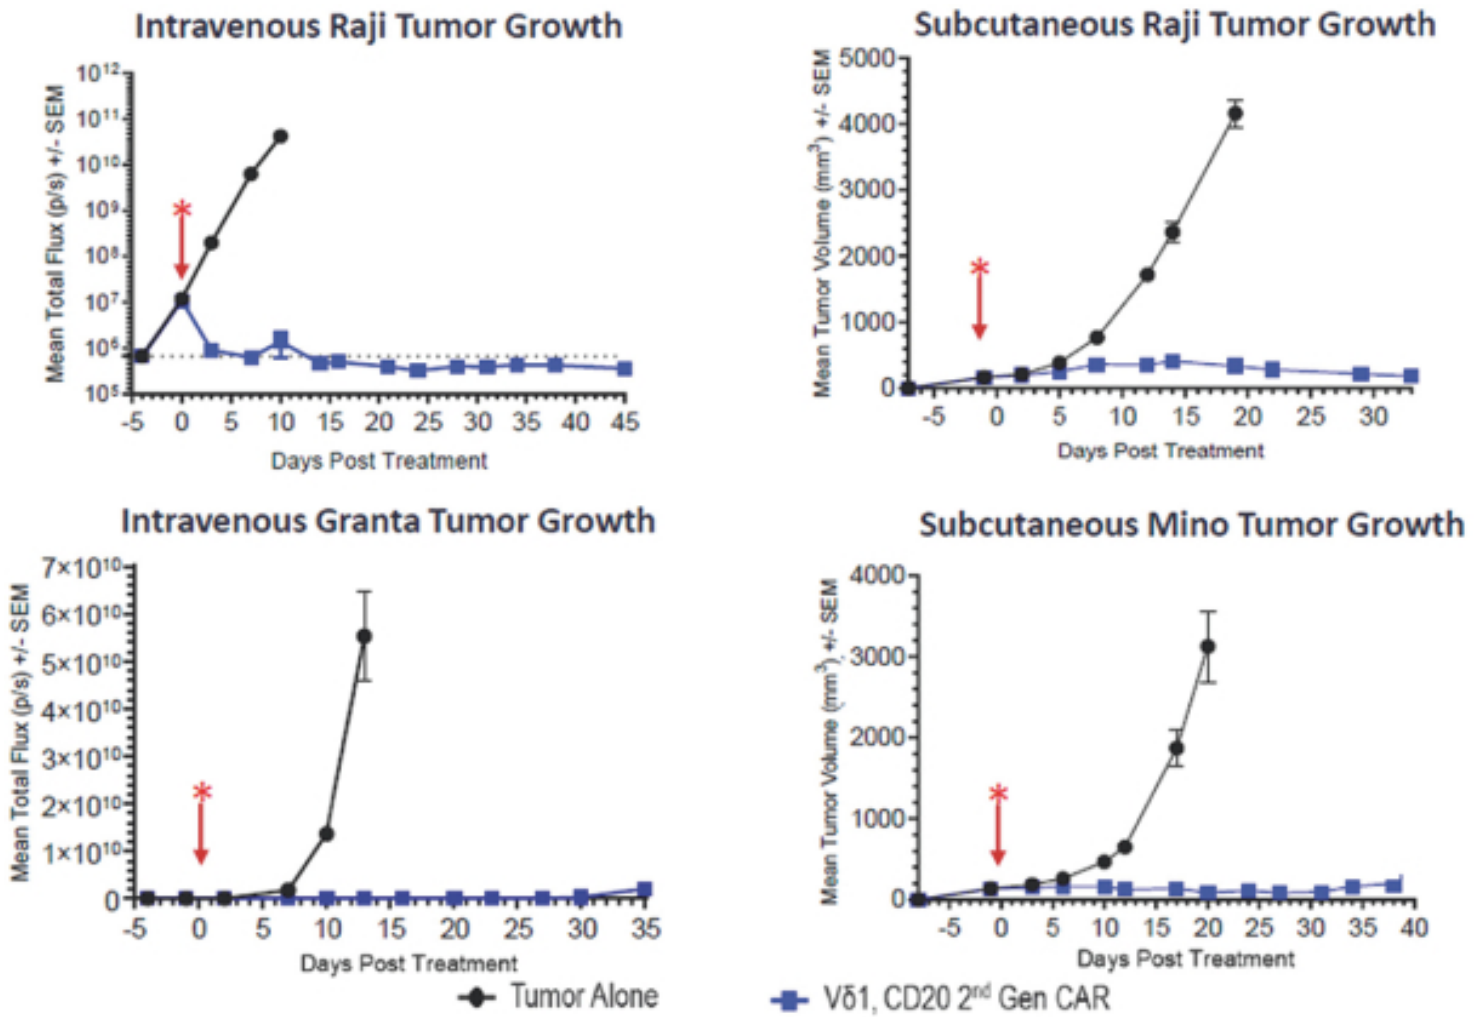 Intravenous Raji Tumor Growth
Mean Total Flux (p/s) +/- SEM
10¹²
10¹¹
10¹⁰
10⁹
10⁸
10⁷
10⁶
10⁵
*
-5 0 5 10 15 20 25 30 35 40 45
Days Post Treatment
Subcutaneous Raji Tumor Growth
Mean Tumor Volume (mm³) +/- SEM
5000
4000
3000
2000
1000
0
*
-5 0 5 10 15 20 25 30
Days Post Treatment
Intravenous Granta Tumor Growth
Mean Total Flux (p/s) +/- SEM
7×10¹⁰
6×10¹⁰
5×10¹⁰
4×10¹⁰
3×10¹⁰
2×10¹⁰
1×10¹⁰
0
*
-5 0 5 10 15 20 25 30 35
Days Post Treatment
Subcutaneous Mino Tumor Growth
Mean Tumor Volume (mm³) +/- SEM
4000
3000
2000
1000
0
*
-5 0 5 10 15 20 25 30 35 40
Days Post Treatment
Tumor Alone
Vδ1, CD20 2ⁿᵈ Gen CAR